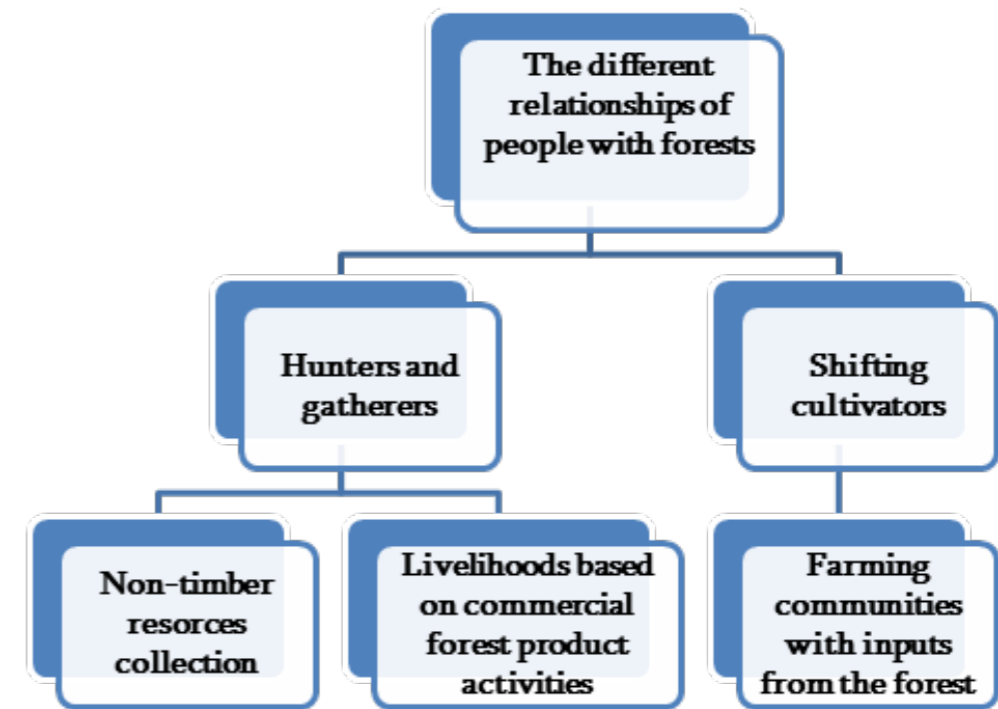 The different
relationships of
people with forests
Hunters and
gatherers
Shifting
cultivators
Non-timber
resorces
collection
Livelihoods based
on commercial
forest product
activities
Farming
communities
with inputs
from the forest